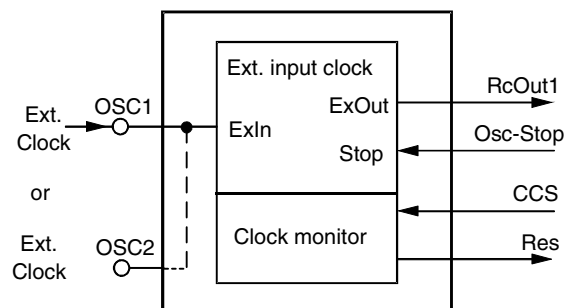 Ext. input clock
RcOut1
OSC1
Ext.
Clock
ExOut
ExIn
Osc-Stop
Stop
or
CCS
Ext.
Clock
OSC2
Clock monitor
Res